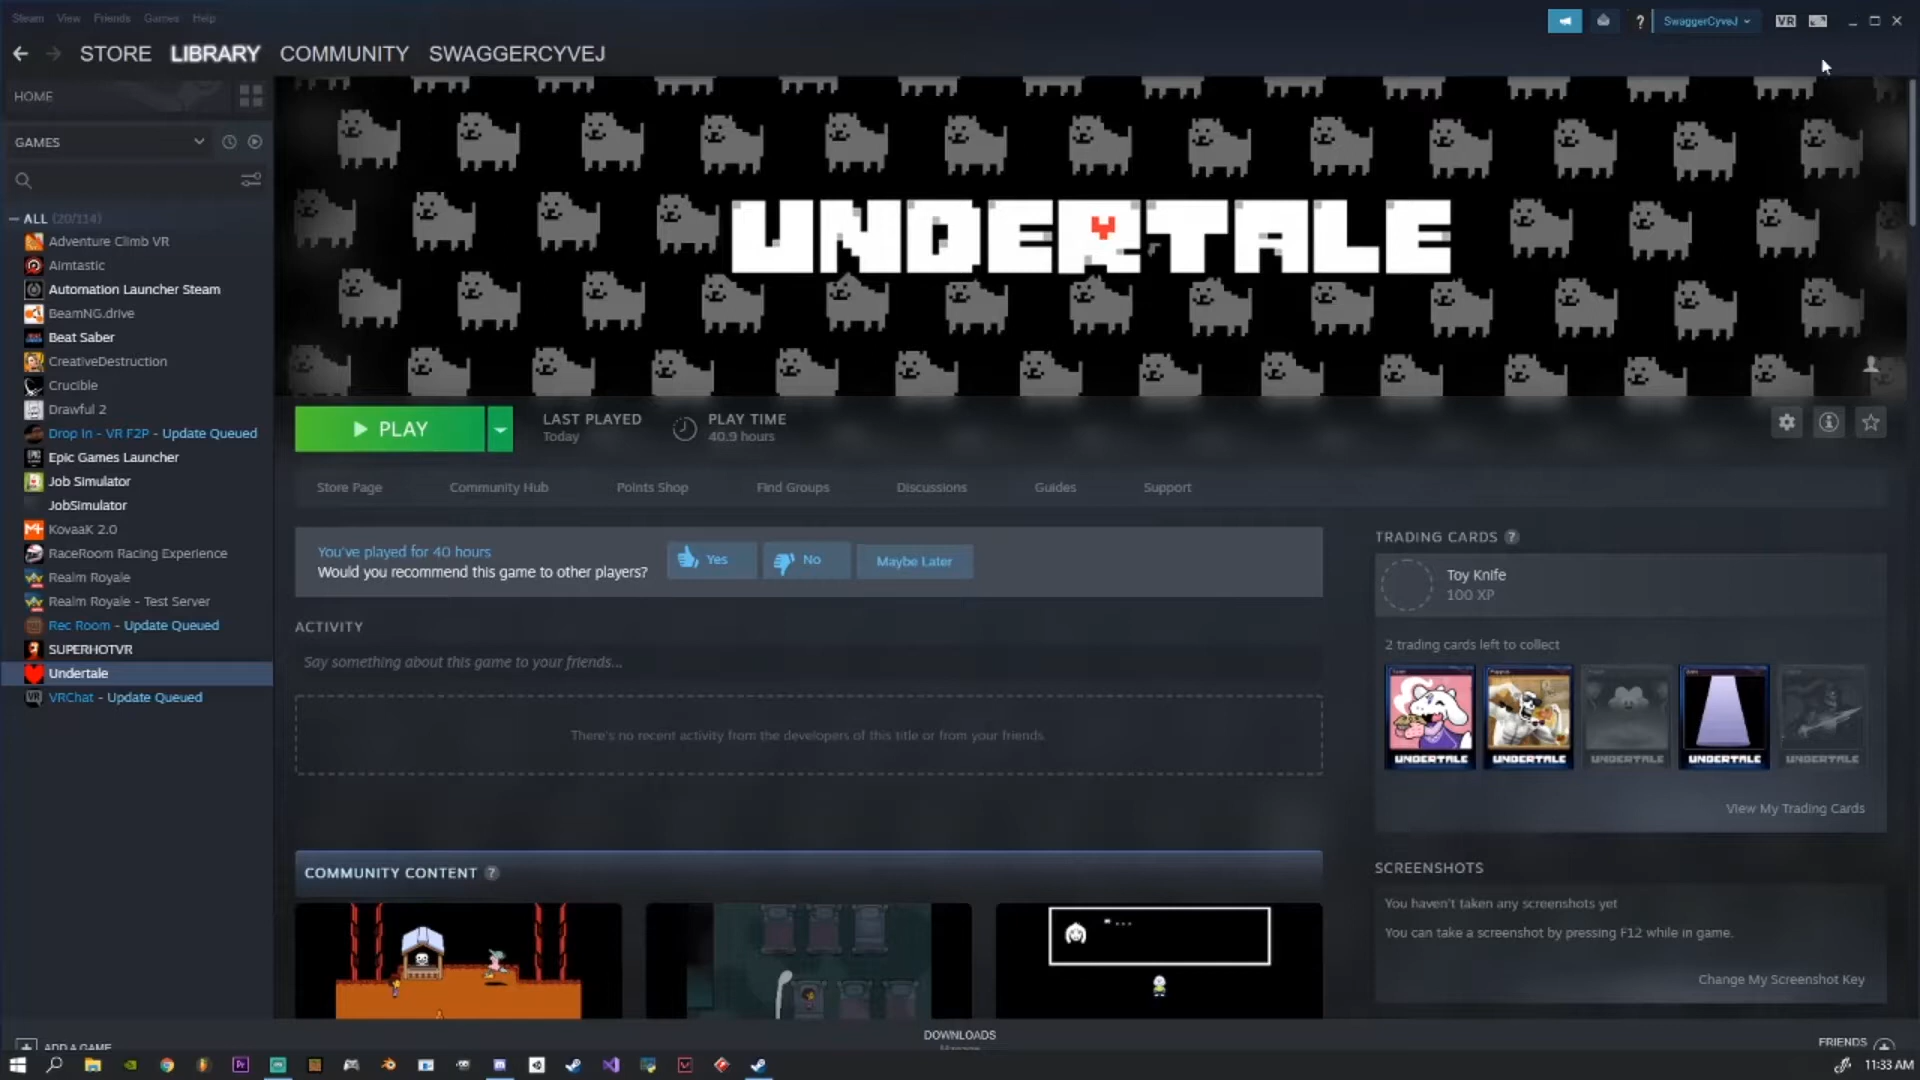 Steam View Friends Games Help
SwaggerCyveJ
VR
STORE LIBRARY COMMUNITY SWAGGERCYVEJ
HOME
GAMES
ALL (20/114)
Adventure Climb VR
Aimtastic
Automation Launcher Steam
BeamNG.drive
Beat Saber
CreativeDestruction
Crucible
Drawful 2
Drop In - VR F2P - Update Queued
Epic Games Launcher
Job Simulator
JobSimulator
KovaaK 2.0
RaceRoom Racing Experience
Realm Royale
Realm Royale - Test Server
Rec Room - Update Queued
SUPERHOTVR
Undertale
VRChat - Update Queued
UNDERTALE
PLAY
LAST PLAYED
Today
PLAY TIME
40.9 hours
Store Page Community Hub Points Shop Find Groups Discussions Guides Support
You've played for 40 hours
Would you recommend this game to other players?
Yes No Maybe Later
ACTIVITY
Say something about this game to your friends...
There's no recent activity from the developers of this title or from your friends.
COMMUNITY CONTENT ?
TRADING CARDS ?
Toy Knife
100 XP
2 trading cards left to collect
UNDERTALE UNDERTALE UNDERTALE UNDERTALE UNDERTALE
View My Trading Cards
SCREENSHOTS
You haven't taken any screenshots yet
You can take a screenshot by pressing F12 while in game.
Change My Screenshot Key
ADD A GAME
DOWNLOADS
Manage
FRIENDS
11:33 AM